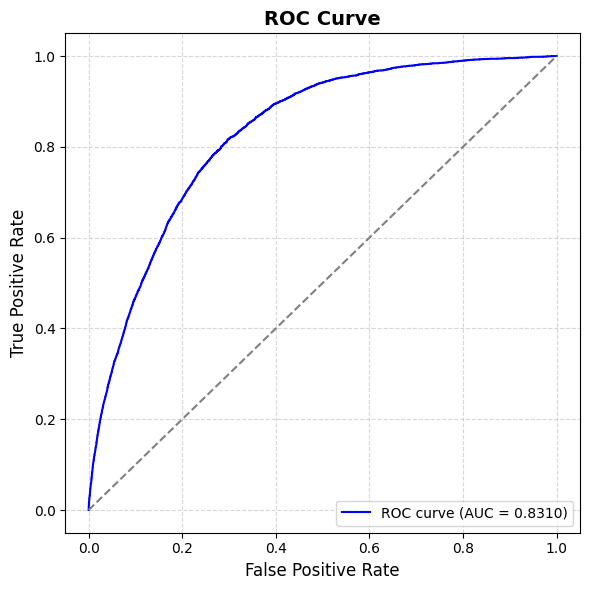 ROC Curve
True Positive Rate
1.0
0.8
0.6
0.4
0.2
0.0
0.0 0.2 0.4 0.6 0.8 1.0
False Positive Rate
ROC curve (AUC = 0.8310)